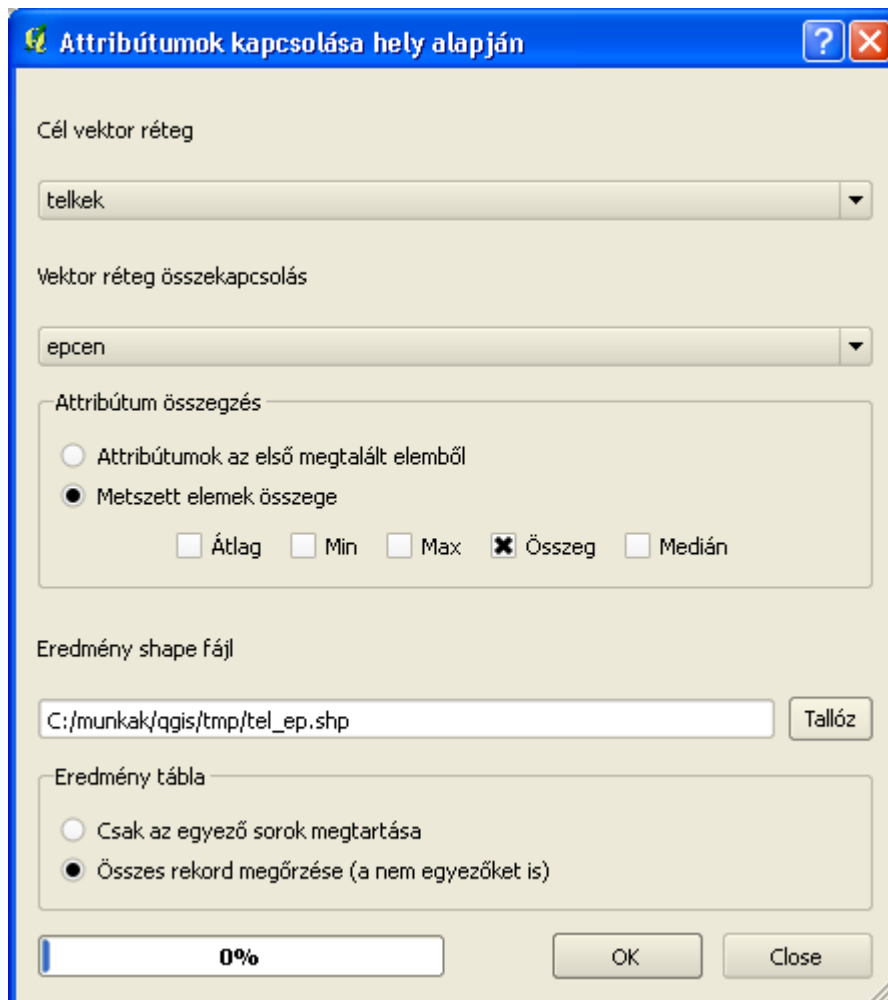 Attribútumok kapcsolása hely alapján
Cél vektor réteg
telkek
Vektor réteg összekapcsolás
epcen
Attribútum összegzés
Attribútumok az első megtalált elemből
Metszett elemek összege
Átlag Min Max Összeg Medián
Eredmény shape fájl
C:/munkak/qgis/tmp/tel_ep.shp Tallóz
Eredmény tábla
Csak az egyező sorok megtartása
Összes rekord megőrzése (a nem egyezőket is)
0% OK Close